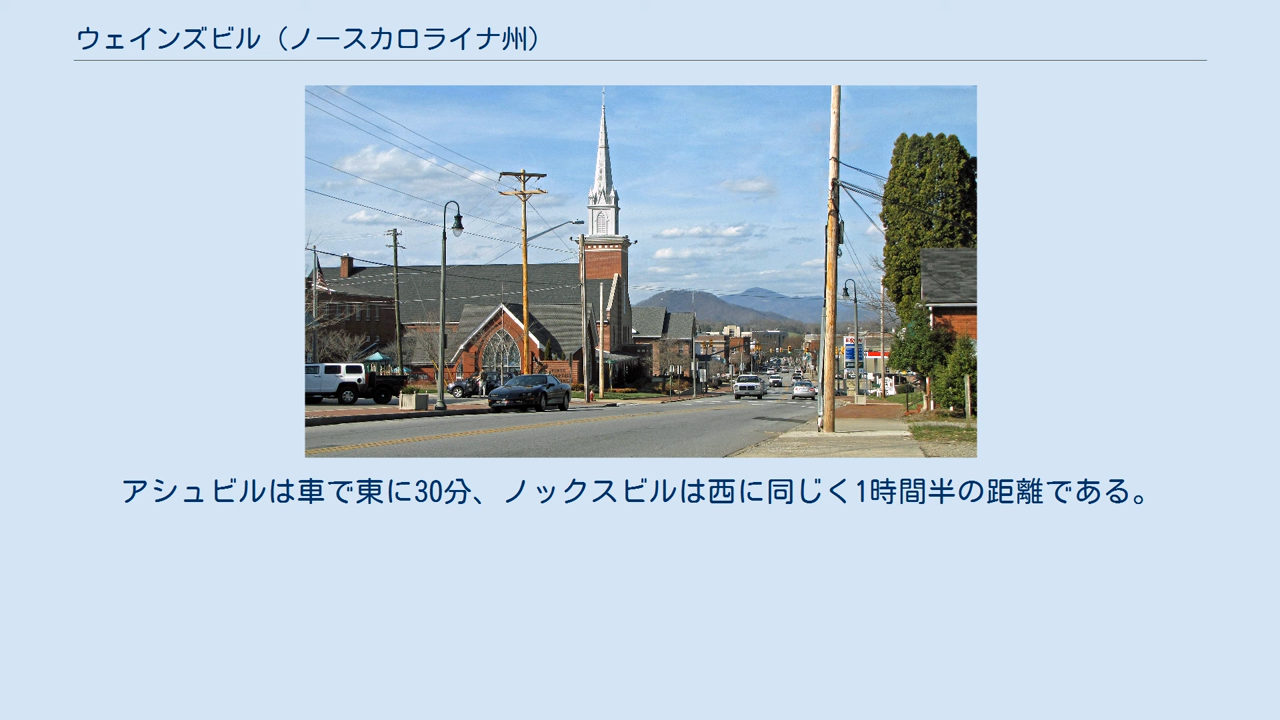 ウェインズビル（ノースカロライナ州）
アシュビルは車で東に30分、ノックスビルは西に同じく1時間半の距離である。